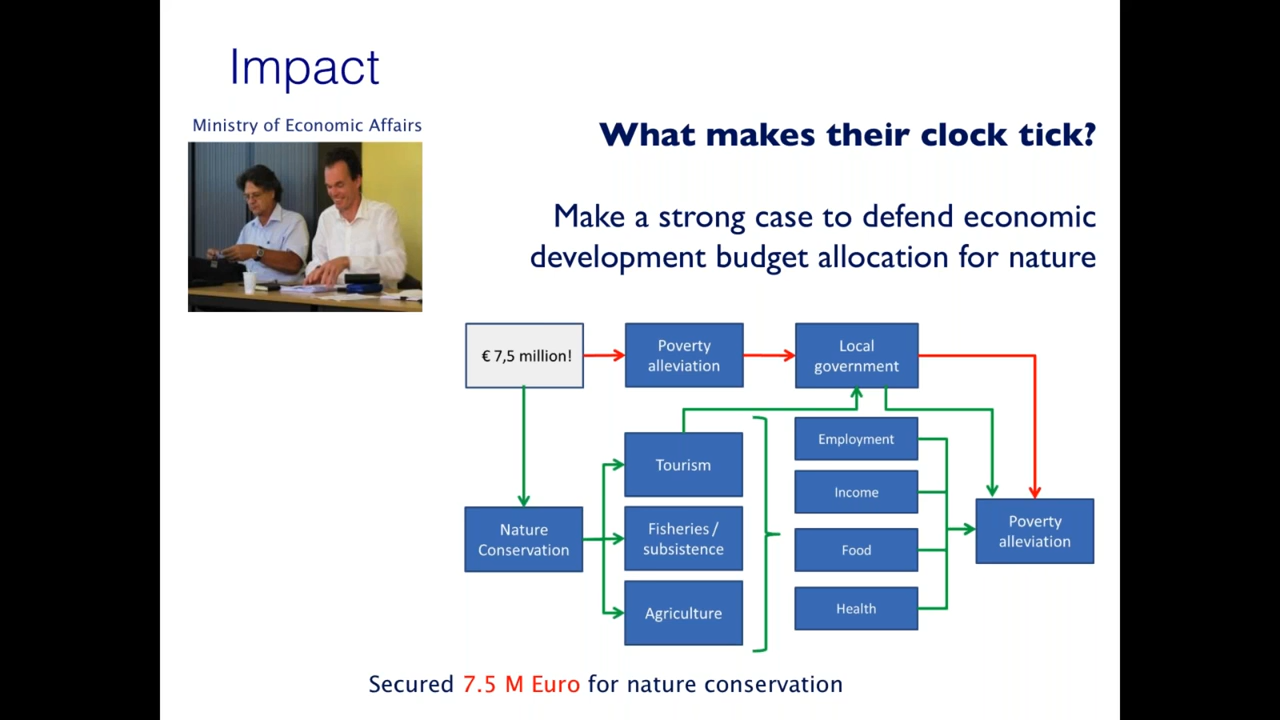 Impact
Ministry of Economic Affairs
What makes their clock tick?
Make a strong case to defend economic
development budget allocation for nature
€ 7,5 million!
Poverty
alleviation
Local
government
Tourism
Fisheries /
subsistence
Agriculture
Nature
Conservation
Employment
Income
Food
Health
Poverty
alleviation
Secured 7.5 M Euro for nature conservation